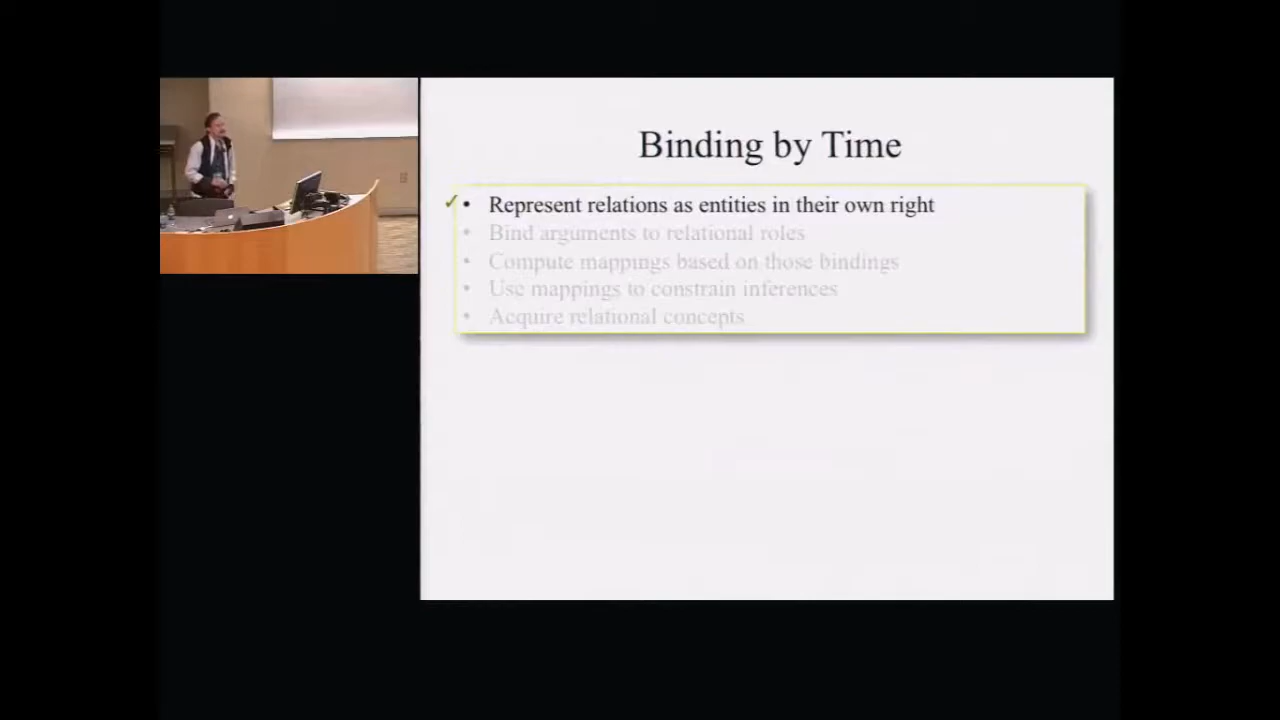 Binding by Time
✓• Represent relations as entities in their own right
• Bind arguments to relational roles
• Compute mappings based on those bindings
• Use mappings to constrain inferences
• Acquire relational concepts